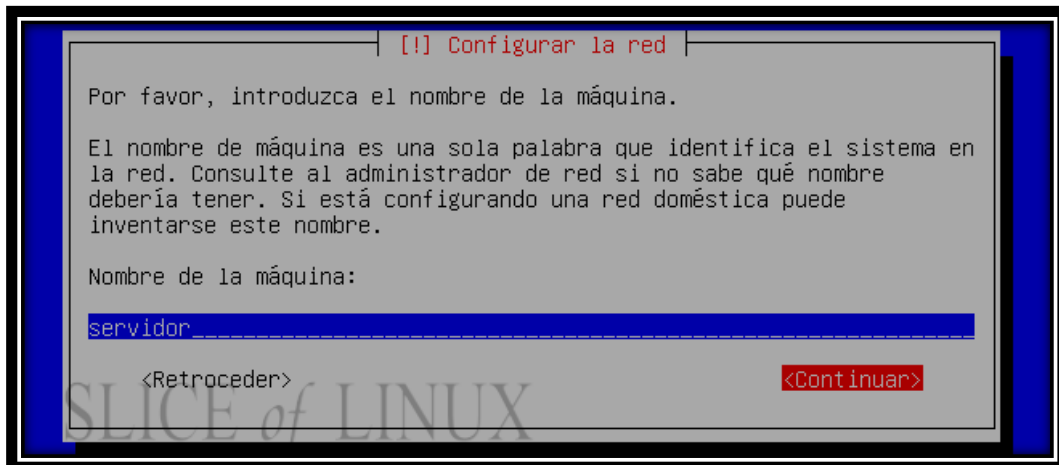 [!] Configurar la red
Por favor, introduzca el nombre de la máquina.
El nombre de máquina es una sola palabra que identifica el sistema en
la red. Consulte al administrador de red si no sabe qué nombre
debería tener. Si está configurando una red doméstica puede
inventarse este nombre.
Nombre de la máquina:
servidor
<Retroceder> <Continuar>
SLICE of LINUX